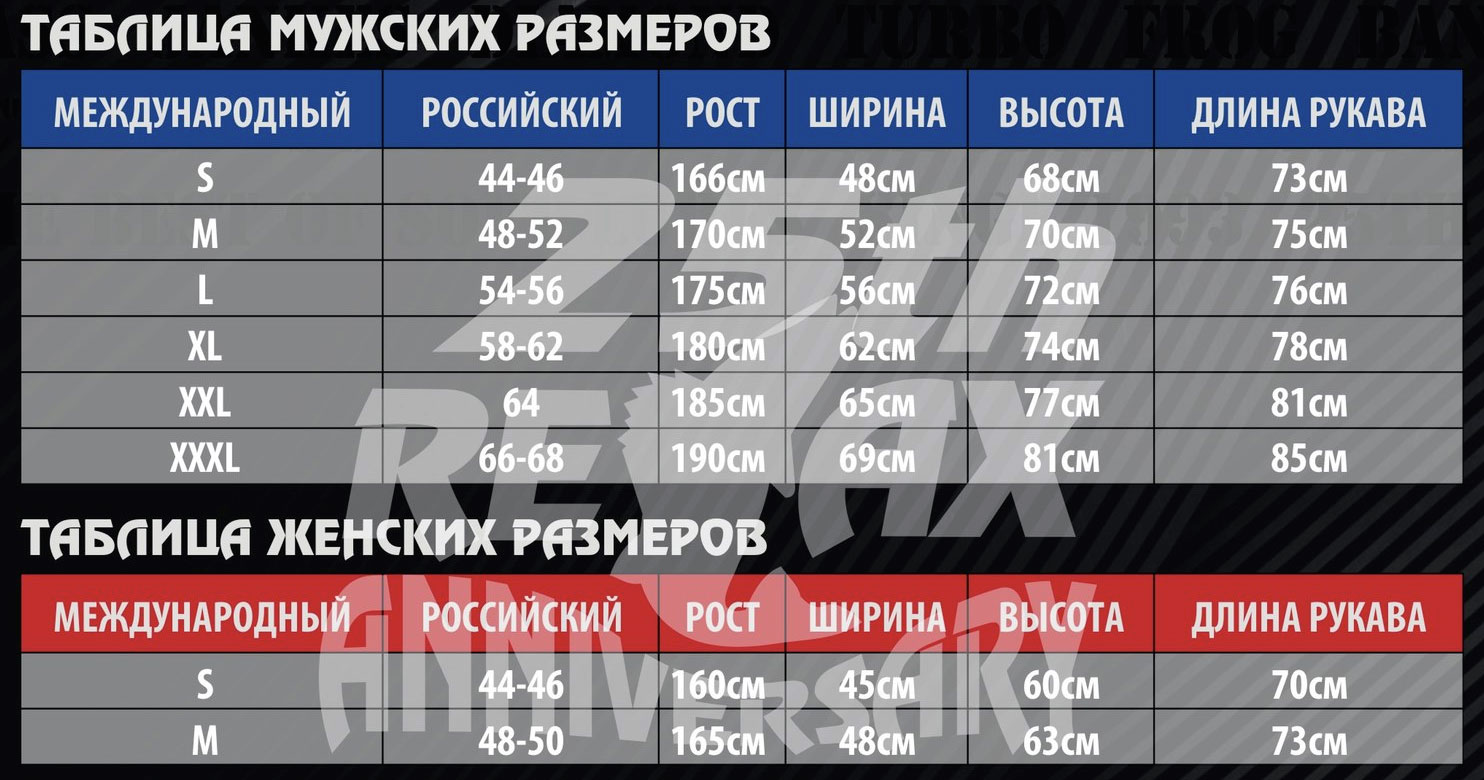 ТАБЛИЦА МУЖСКИХ РАЗМЕРОВ
TURBO FROG
МЕЖДУНАРОДНЫЙ РОССИЙСКИЙ РОСТ ШИРИНА ВЫСОТА ДЛИНА РУКАВА
S 44-46 166см 48см 68см 73см
M 48-52 170см 52см 70см 75см
L 54-56 175см 56см 72см 76см
XL 58-62 180см 62см 74см 78см
XXL 64 185см 65см 77см 81см
XXXL 66-68 190см 69см 81см 85см
25th
RELAX
ANNIVERSARY
ТАБЛИЦА ЖЕНСКИХ РАЗМЕРОВ
МЕЖДУНАРОДНЫЙ РОССИЙСКИЙ РОСТ ШИРИНА ВЫСОТА ДЛИНА РУКАВА
S 44-46 160см 45см 60см 70см
M 48-50 165см 48см 63см 73см